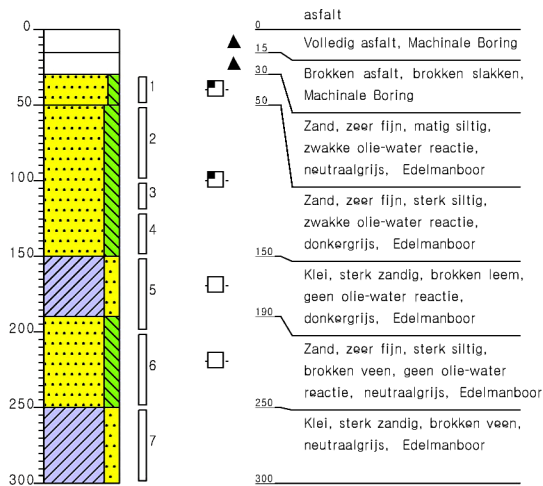 asfalt
0
0
Volledig asfalt, Machinale Boring
15
30
Brokken asfalt, brokken slakken,
Machinale Boring
1
50
50
Zand, zeer fijn, matig siltig,
zwakke olie-water reactie,
neutraalgrijs, Edelmanboor
2
100
3
Zand, zeer fijn, sterk siltig,
zwakke olie-water reactie,
donkergrijs, Edelmanboor
4
150
150
Klei, sterk zandig, brokken leem,
geen olie-water reactie,
donkergrijs, Edelmanboor
5
190
200
Zand, zeer fijn, sterk siltig,
brokken veen, geen olie-water
reactie, neutraalgrijs, Edelmanboor
6
250
250
Klei, sterk zandig, brokken veen,
neutraalgrijs, Edelmanboor
7
300
300